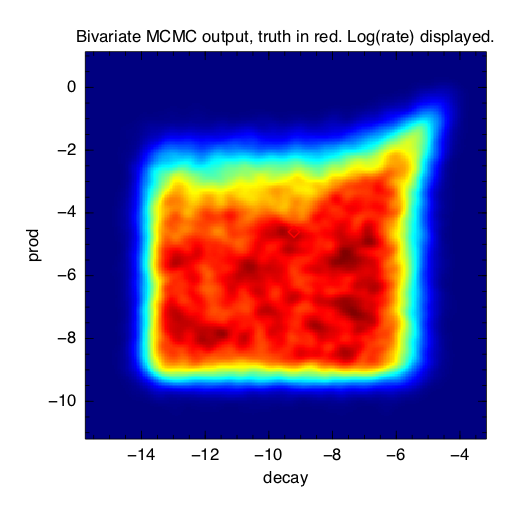 Bivariate MCMC output, truth in red. Log(rate) displayed.
0
−2
−4
−6
−8
−10
prod
−14 −12 −10 −8 −6 −4
decay